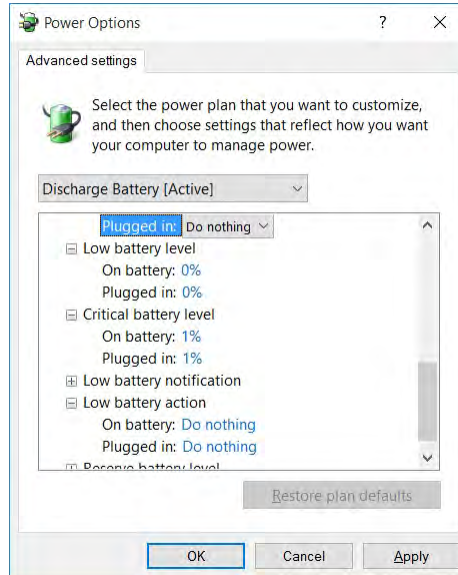 Power Options
Advanced settings
Select the power plan that you want to customize,
and then choose settings that reflect how you want
your computer to manage power.
Discharge Battery [Active]
Plugged in: Do nothing
Low battery level
On battery: 0%
Plugged in: 0%
Critical battery level
On battery: 1%
Plugged in: 1%
Low battery notification
Low battery action
On battery: Do nothing
Plugged in: Do nothing
Reserve battery level
Restore plan defaults
OK Cancel Apply